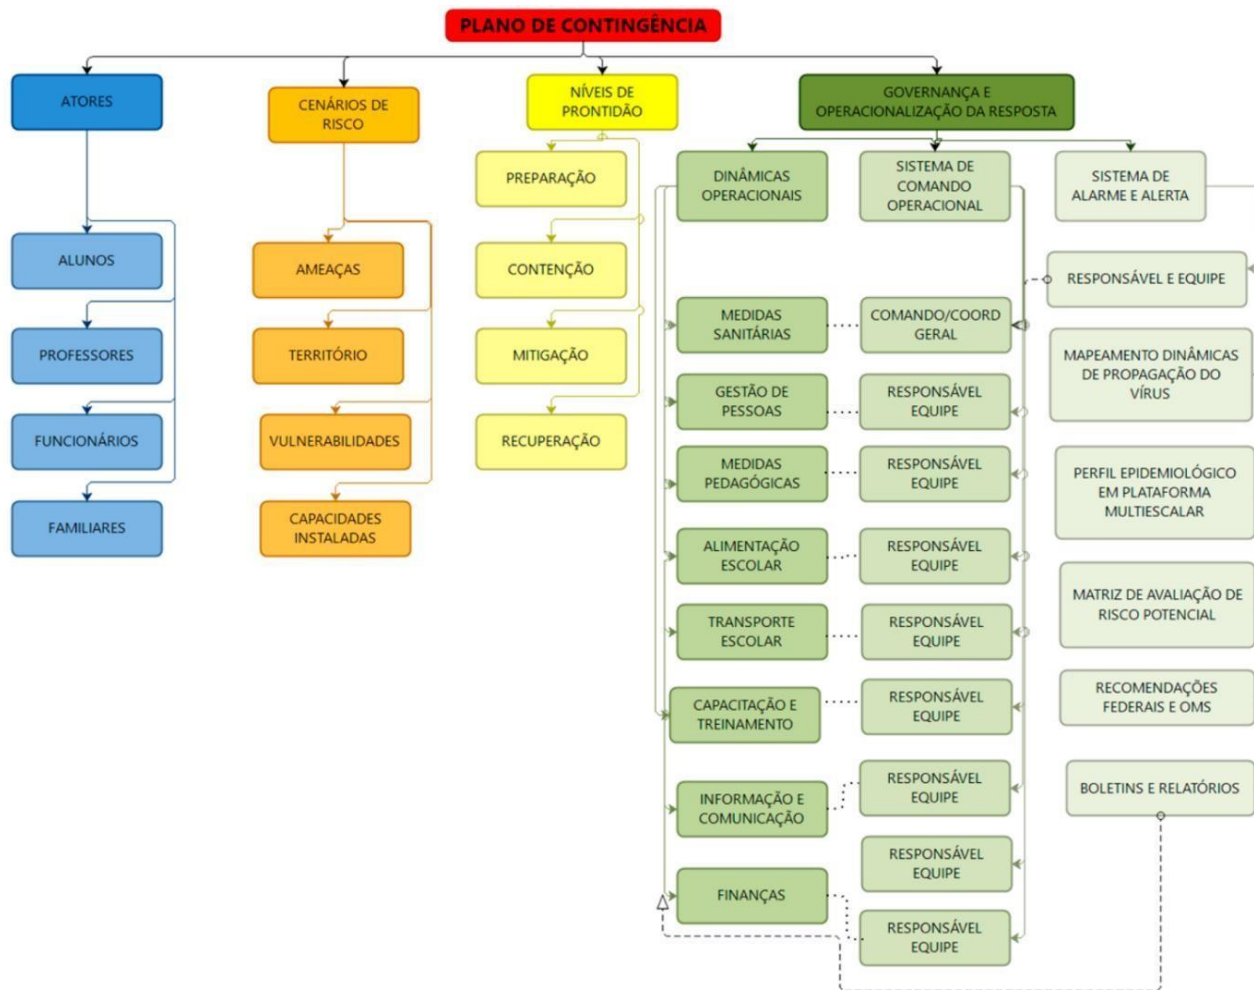 PLANO DE CONTINGÊNCIA
ATORES
CENÁRIOS DE
RISCO
NÍVEIS DE
PRONTIDÃO
GOVERNANÇA E
OPERACIONALIZAÇÃO DA RESPOSTA
ALUNOS
PROFESSORES
FUNCIONÁRIOS
FAMILIARES
AMEAÇAS
TERRITÓRIO
VULNERABILIDADES
CAPACIDADES
INSTALADAS
PREPARAÇÃO
CONTENÇÃO
MITIGAÇÃO
RECUPERAÇÃO
DINÂMICAS
OPERACIONAIS
MEDIDAS
SANITÁRIAS
GESTÃO DE
PESSOAS
MEDIDAS
PEDAGÓGICAS
ALIMENTAÇÃO
ESCOLAR
TRANSPORTE
ESCOLAR
CAPACITAÇÃO E
TREINAMENTO
INFORMAÇÃO E
COMUNICAÇÃO
FINANÇAS
SISTEMA DE
COMANDO
OPERACIONAL
COMANDO/COORD
GERAL
RESPONSÁVEL
EQUIPE
RESPONSÁVEL
EQUIPE
RESPONSÁVEL
EQUIPE
RESPONSÁVEL
EQUIPE
RESPONSÁVEL
EQUIPE
RESPONSÁVEL
EQUIPE
RESPONSÁVEL
EQUIPE
RESPONSÁVEL
EQUIPE
SISTEMA DE
ALARME E ALERTA
RESPONSÁVEL E EQUIPE
MAPEAMENTO DINÂMICAS
DE PROPAGAÇÃO DO
VÍRUS
PERFIL EPIDEMIOLÓGICO
EM PLATAFORMA
MULTIESCALAR
MATRIZ DE AVALIAÇÃO DE
RISCO POTENCIAL
RECOMENDAÇÕES
FEDERAIS E OMS
BOLETINS E RELATÓRIOS